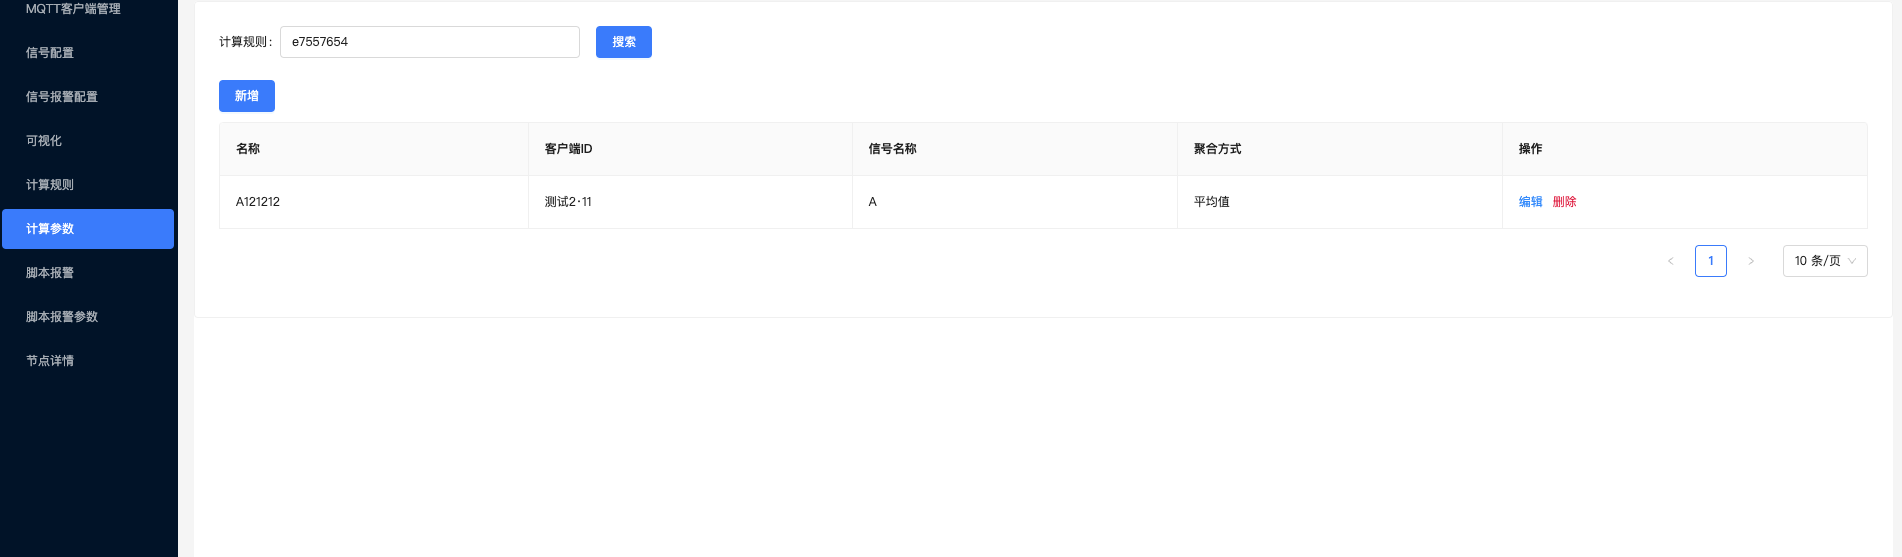 MQTT客户端管理
信号配置
信号报警配置
可视化
计算规则
计算参数
脚本报警
脚本报警参数
节点详情
计算规则: e7557654 搜索
新增
名称 客户端ID 信号名称 聚合方式 操作
A121212 测试2·11 A 平均值 编辑 删除
1 10 条/页